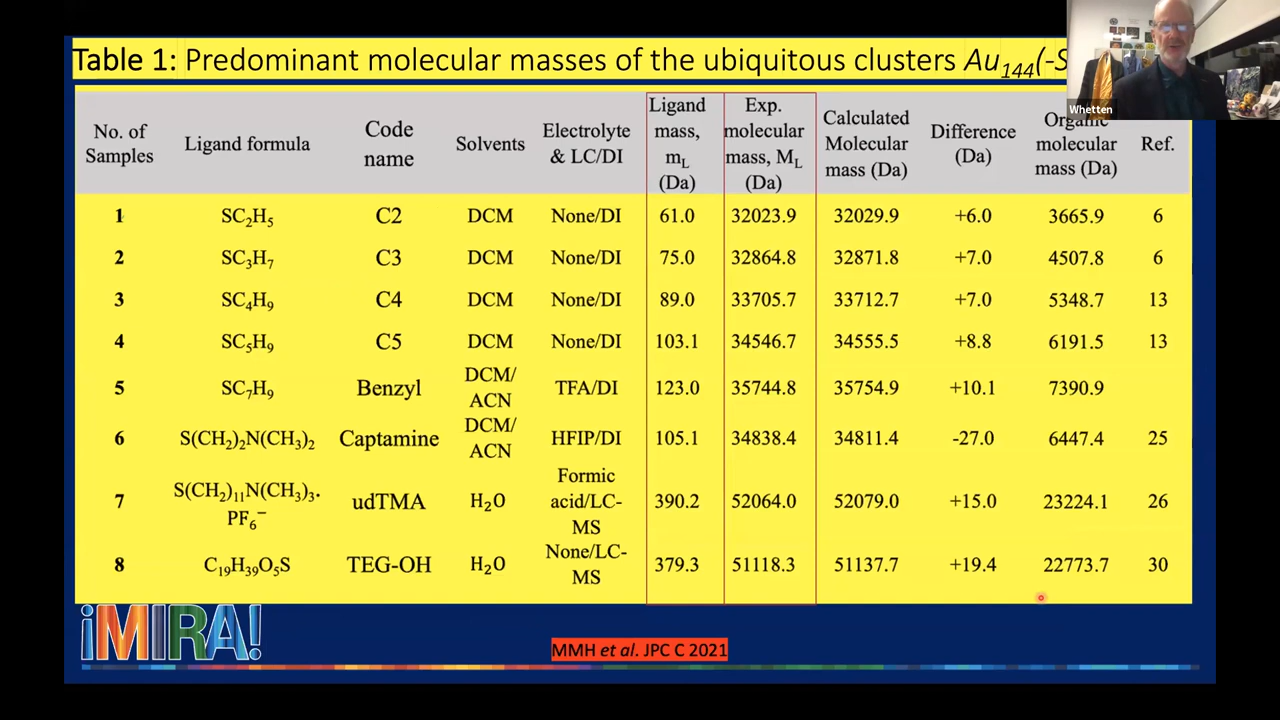 Table 1: Predominant molecular masses of the ubiquitous clusters Au144(-S
Whetten
No. of Samples | Ligand formula | Code name | Solvents | Electrolyte & LC/DI | Ligand mass, mL (Da) | Exp. molecular mass, ML (Da) | Calculated Molecular mass (Da) | Difference (Da) | Organic molecular mass (Da) | Ref.
1 | SC2H5 | C2 | DCM | None/DI | 61.0 | 32023.9 | 32029.9 | +6.0 | 3665.9 | 6
2 | SC3H7 | C3 | DCM | None/DI | 75.0 | 32864.8 | 32871.8 | +7.0 | 4507.8 | 6
3 | SC4H9 | C4 | DCM | None/DI | 89.0 | 33705.7 | 33712.7 | +7.0 | 5348.7 | 13
4 | SC5H9 | C5 | DCM | None/DI | 103.1 | 34546.7 | 34555.5 | +8.8 | 6191.5 | 13
5 | SC7H9 | Benzyl | DCM/ACN | TFA/DI | 123.0 | 35744.8 | 35754.9 | +10.1 | 7390.9
6 | S(CH2)2N(CH3)2 | Captamine | DCM/ACN | HFIP/DI | 105.1 | 34838.4 | 34811.4 | -27.0 | 6447.4 | 25
7 | S(CH2)11N(CH3)3. PF6− | udTMA | H2O | Formic acid/LC-MS | 390.2 | 52064.0 | 52079.0 | +15.0 | 23224.1 | 26
8 | C19H39O5S | TEG-OH | H2O | None/LC-MS | 379.3 | 51118.3 | 51137.7 | +19.4 | 22773.7 | 30
¡MIRA!
MMH et al. JPC C 2021